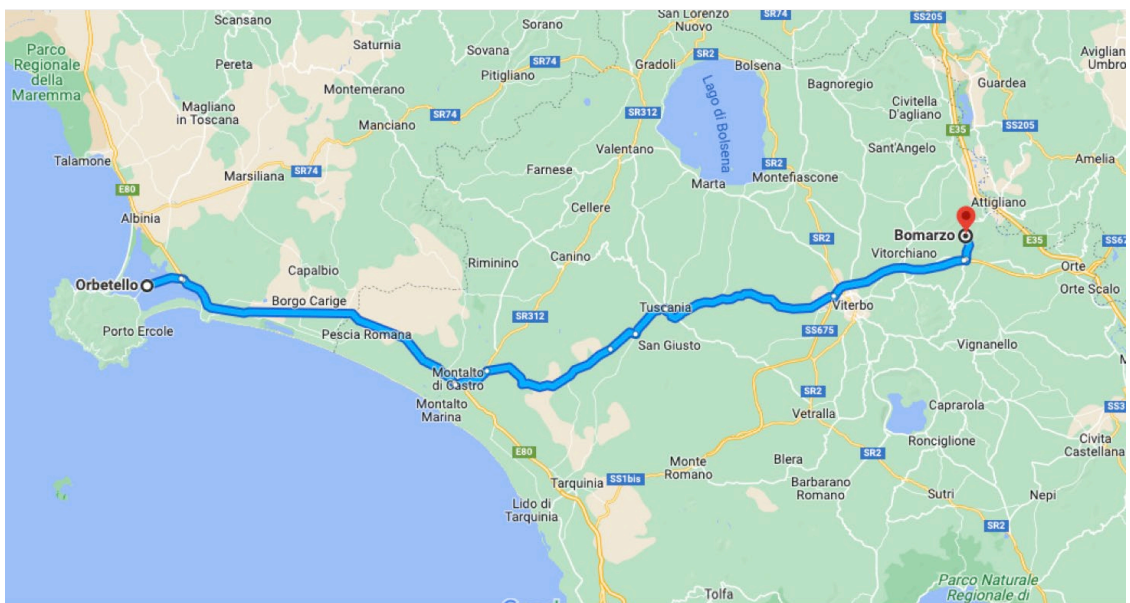 SS205
San Lorenzo
Nuovo
SR74
Scansano
Sorano
Parco
Regionale
della
Maremma
Saturnia
Sovana
SR74
Gradoli
SR2
Bolsena
Pereta
Pitigliano
Bagnoregio
Guardea
Montemerano
Civitella
D'agliano
Magliano
in Toscana
SR74
Manciano
SR312
Lago di Bolsena
E35
SS205
Talamone
Valentano
SR2
Sant'Angelo
Amelia
Marsiliana
SR74
Farnese
Marta
Montefiascone
E80
Attigliano
Albinia
Cellere
Bomarzo
SR2
E35
Vitorchiano
Canino
Riminino
Capalbio
Orte
Orbetello
Orte Scalo
Borgo Carige
Tuscania
Viterbo
SR312
Porto Ercole
Pescia Romana
SS675
San Giusto
Vignanello
Montalto
di Castro
Montalto
Marina
SR2
Vetralla
Caprarola
E80
Ronciglione
Civita
Castellana
SR2
Blera
Monte
Romano
Tarquinia
SS1bis
Barbarano
Romano
Sutri
Nepi
Lido di
Tarquinia
SR2
Parco Naturale
Regionale di
Tolfa